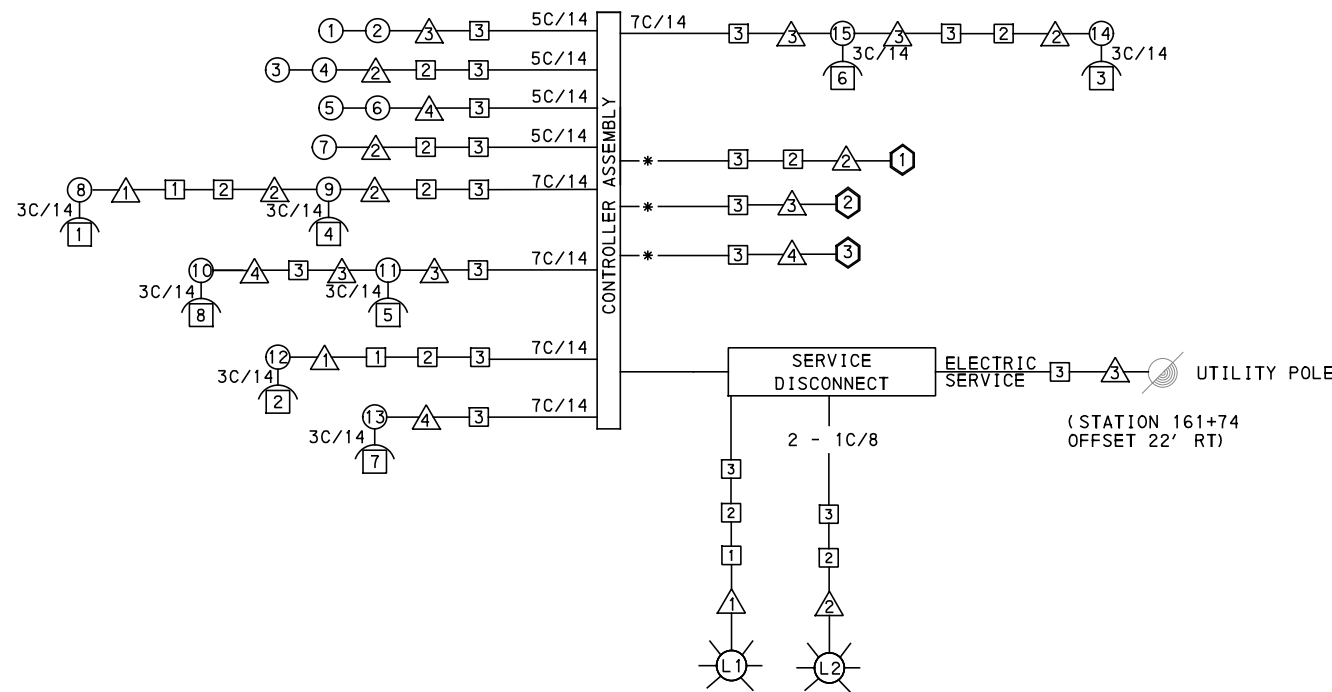 1 2 3 3 5C/14
7C/14 3 3 15 3 3 2 2 14
3C/14 3C/14
6 3
3 4 2 2 3 5C/14
5 6 4 3 5C/14
7 2 2 3 5C/14
CONTROLLER ASSEMBLY
* 3 2 2 1
8 1 1 2 2 9 2 2 3 7C/14
3C/14 3C/14
1 4
* 3 3 2
* 3 4 3
10 4 3 3 11 3 3 7C/14
3C/14 3C/14
8 5
12 1 1 2 3 7C/14
3C/14
2
13 4 3 7C/14
3C/14
7
SERVICE
DISCONNECT
ELECTRIC
SERVICE
3 3 UTILITY POLE
(STATION 161+74
OFFSET 22' RT)
2 - 1C/8
3 3
2 2
1
1 2
L1 L2